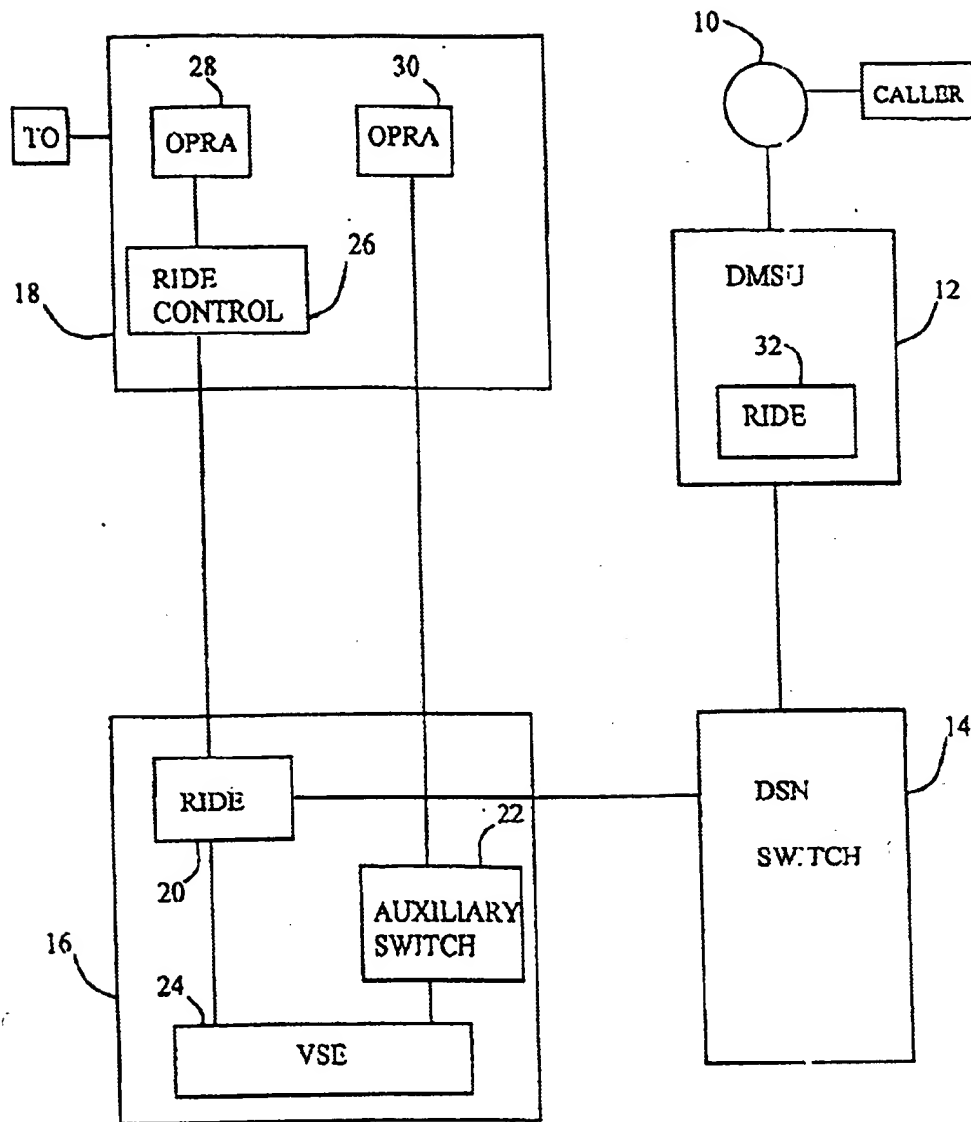 10
CALLER
28
30
TO
OPRA
OPRA
26
RIDE
CONTROL
18
DMSU
12
32
RIDE
14
RIDE
DSN
SWITCH
22
20
AUXILIARY
SWITCH
16
24
VSE